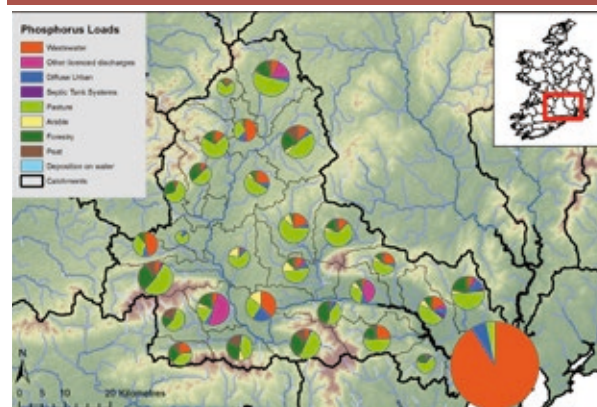 Phosphorus Loads
Wastewater
Other licenced discharges
Diffuse Urban
Septic Tank Systems
Pasture
Arable
Forestry
Peat
Deposition on water
Catchments
N
0 5 10 20 Kilometres